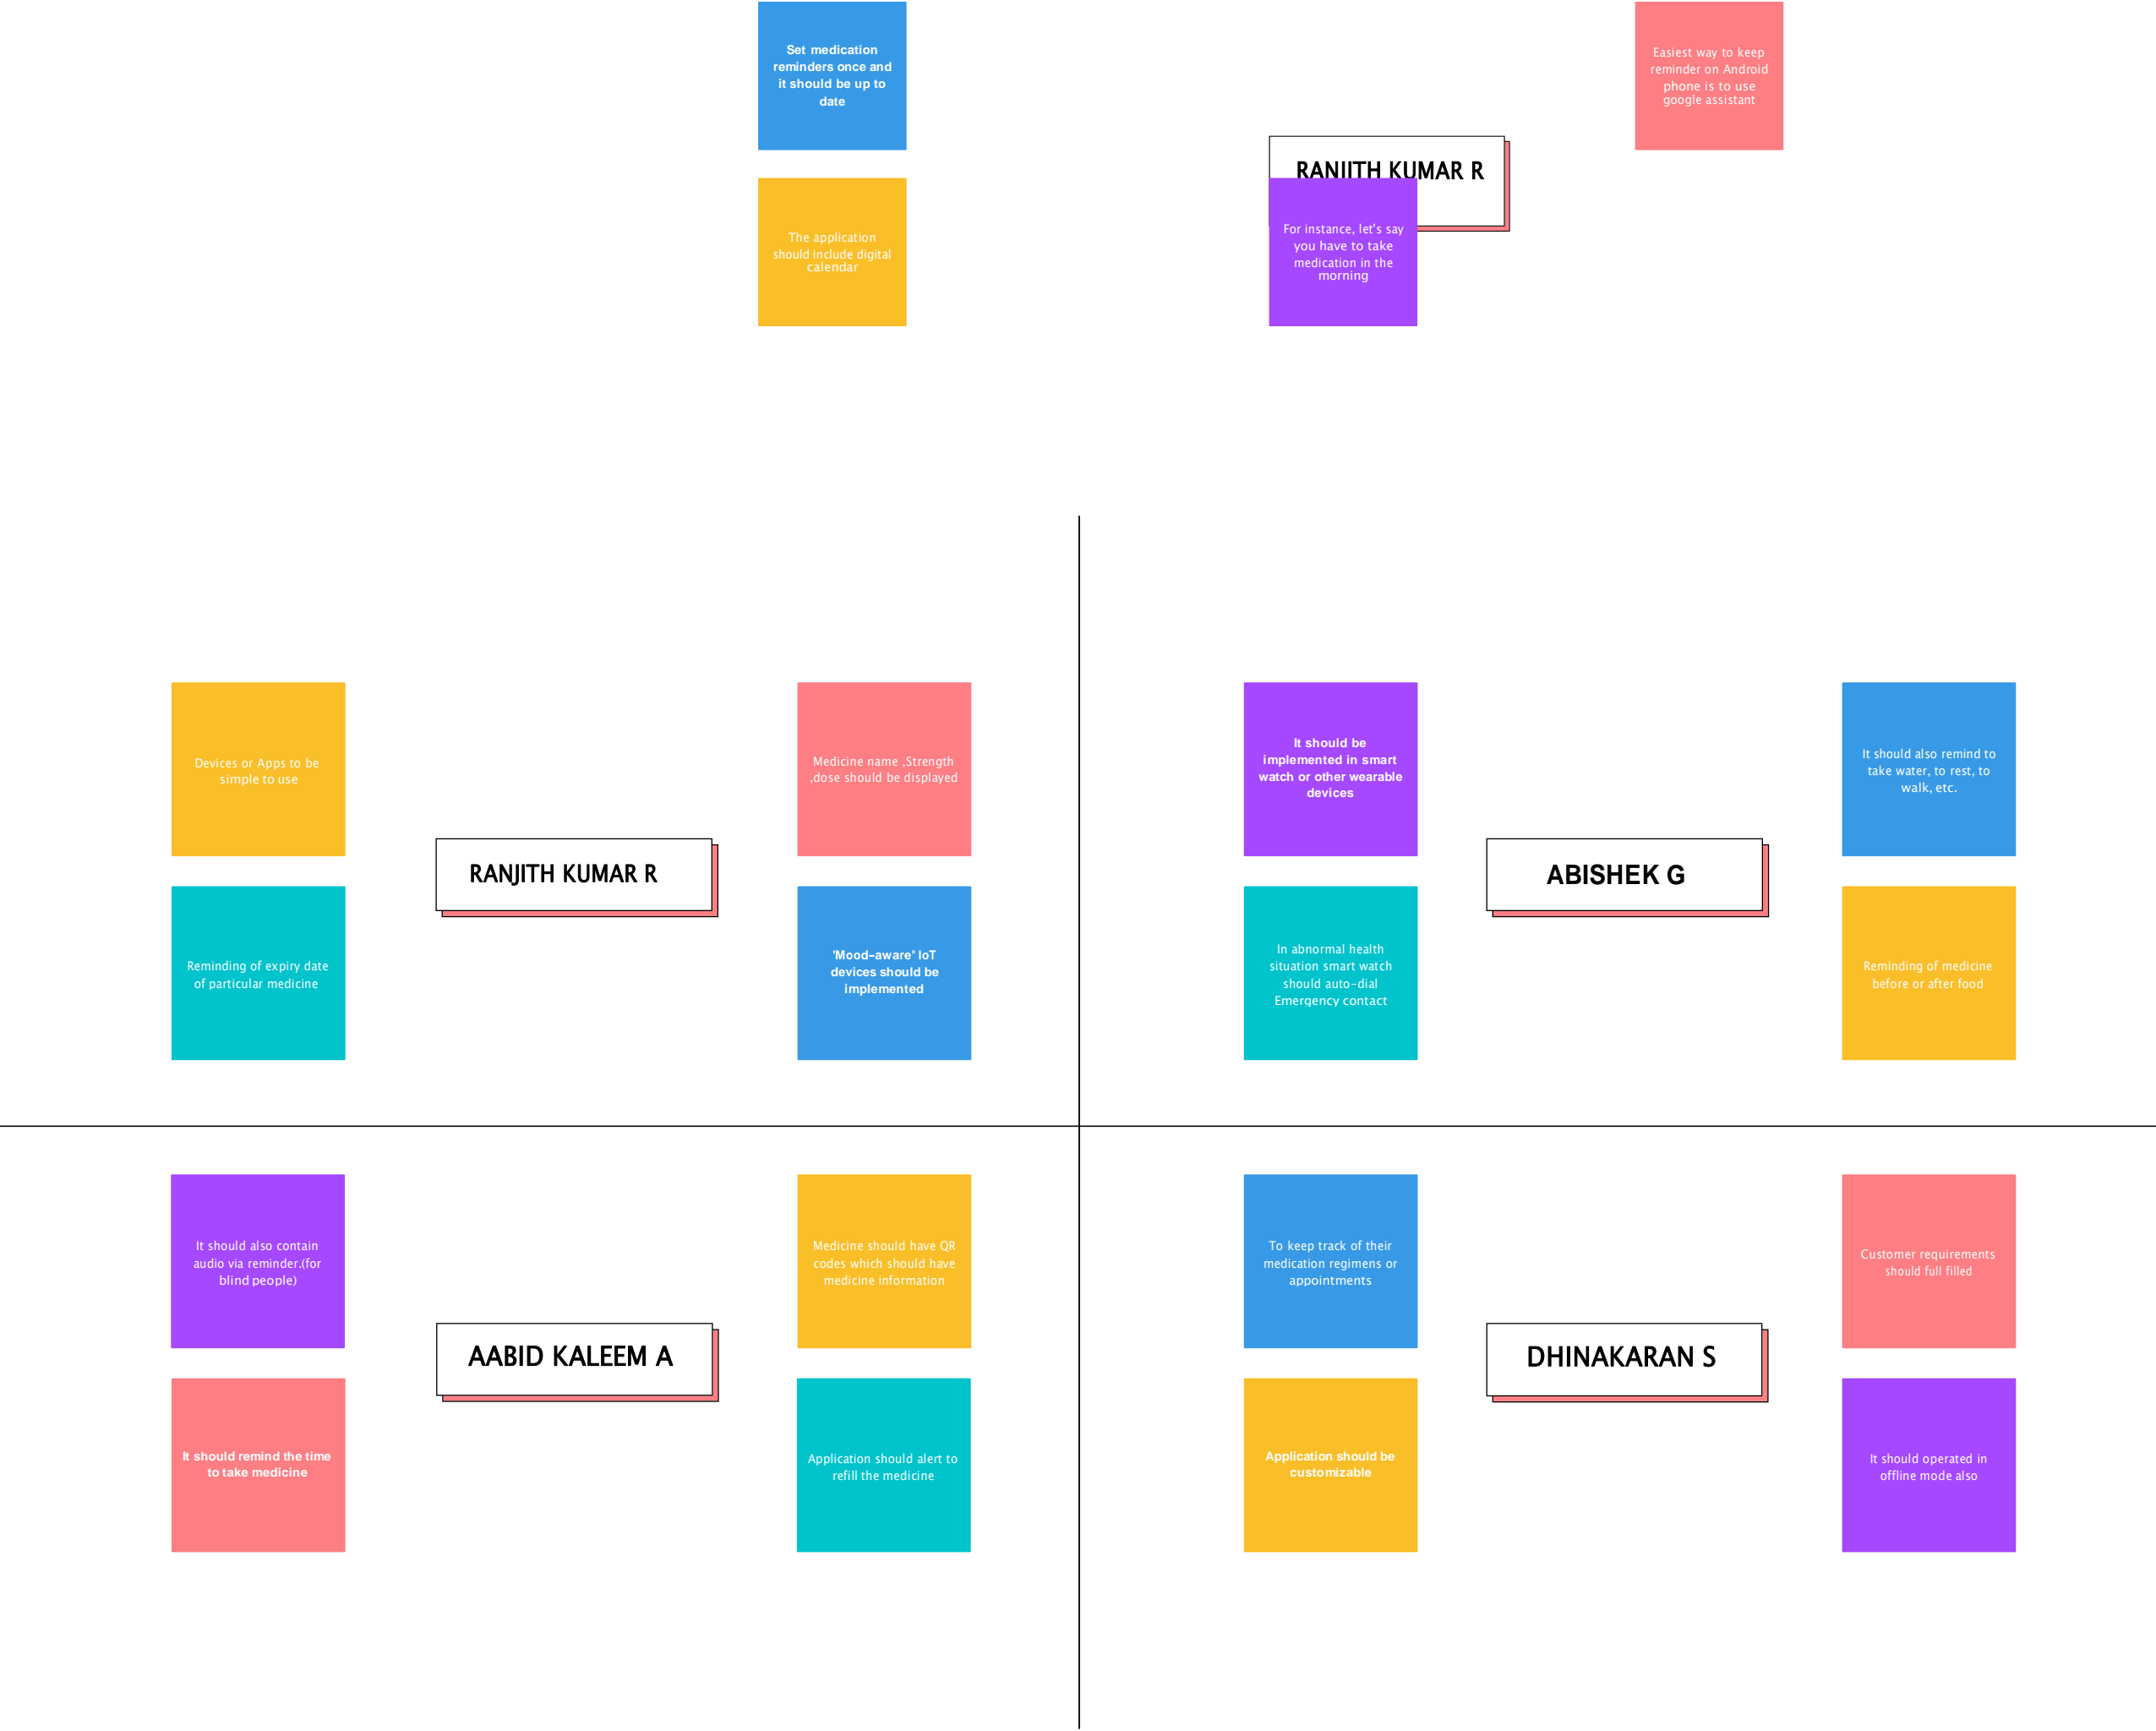 Set medication
reminders once and
it should be up to
date
Easiest way to keep
reminder on Android
phone is to use
google assistant
RANJITH KUMAR R
The application
should include digital
calendar
For instance, let's say
you have to take
medication in the
morning
Devices or Apps to be
simple to use
Medicine name ,Strength
,dose should be displayed
RANJITH KUMAR R
Reminding of expiry date
of particular medicine
'Mood-aware" IoT
devices should be
implemented
It should be
implemented in smart
watch or other wearable
devices
It should also remind to
take water, to rest, to
walk, etc.
ABISHEK G
In abnormal health
situation smart watch
should auto-dial
Emergency contact
Reminding of medicine
before or after food
It should also contain
audio via reminder.(for
blind people)
Medicine should have QR
codes which should have
medicine information
AABID KALEEM A
It should remind the time
to take medicine
Application should alert to
refill the medicine
To keep track of their
medication regimens or
appointments
Customer requirements
should full filled
DHINAKARAN S
Application should be
customizable
It should operated in
offline mode also